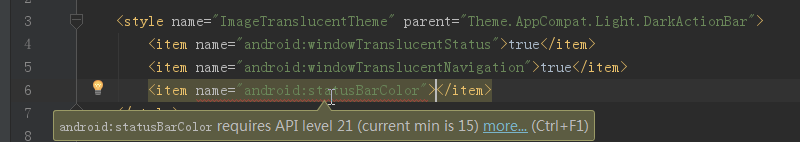 2
3 <style name="ImageTranslucentTheme" parent="Theme.AppCompat.Light.DarkActionBar">
4 <item name="android:windowTranslucentStatus">true</item>
5 <item name="android:windowTranslucentNavigation">true</item>
6 <item name="android:statusBarColor"></item>
7
android:statusBarColor requires API level 21 (current min is 15) more... (Ctrl+F1)
8